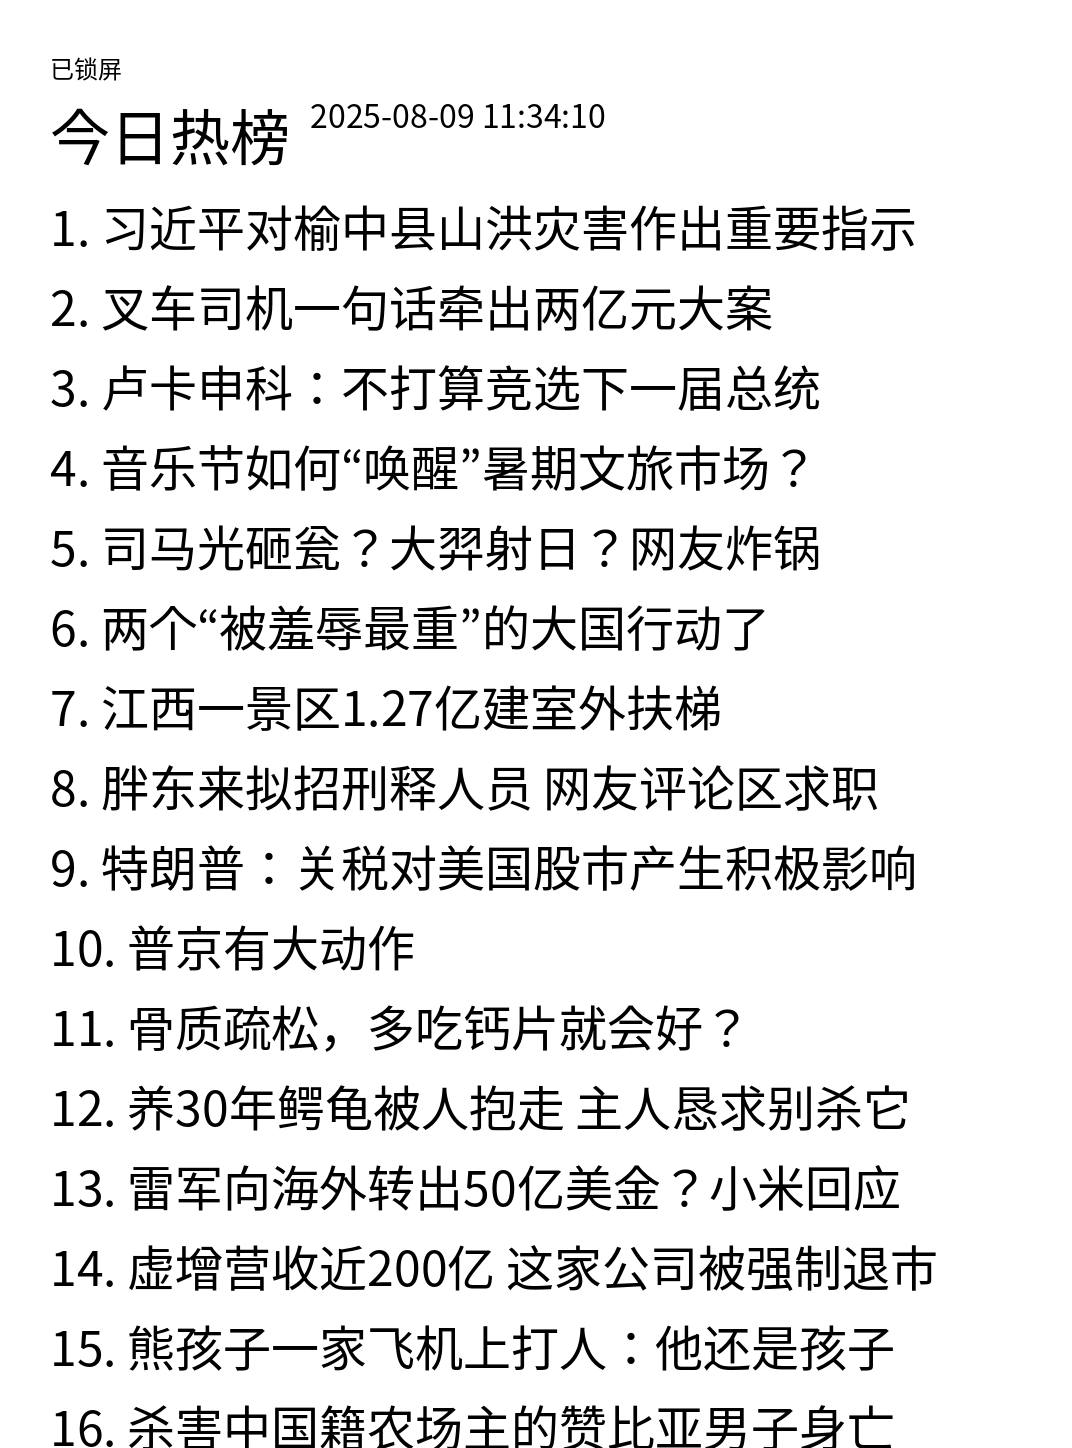 已锁屏
今日热榜 2025-08-09 11:34:10
1. 习近平对榆中县山洪灾害作出重要指示
2. 叉车司机一句话牵出两亿元大案
3. 卢卡申科：不打算竞选下一届总统
4. 音乐节如何“唤醒”暑期文旅市场？
5. 司马光砸瓮？大羿射日？网友炸锅
6. 两个“被羞辱最重”的大国行动了
7. 江西一景区1.27亿建室外扶梯
8. 胖东来拟招刑释人员 网友评论区求职
9. 特朗普：关税对美国股市产生积极影响
10. 普京有大动作
11. 骨质疏松，多吃钙片就会好？
12. 养30年鳄龟被人抱走 主人恳求别杀它
13. 雷军向海外转出50亿美金？小米回应
14. 虚增营收近200亿 这家公司被强制退市
15. 熊孩子一家飞机上打人：他还是孩子
16. 杀害中国籍农场主的赞比亚男子身亡